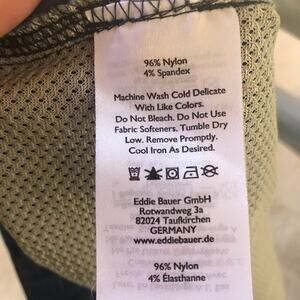 96% Nylon
4% Spandex
Machine Wash Cold Delicate
With Like Colors.
Do Not Bleach. Do Not Use
Fabric Softeners. Tumble Dry
Low. Remove Promptly.
Cool Iron As Desired.
Eddie Bauer GmbH
Rotwandweg 3a
82024 Taufkirchen
GERMANY
www.eddiebauer.de
96% Nylon
4% Élasthanne